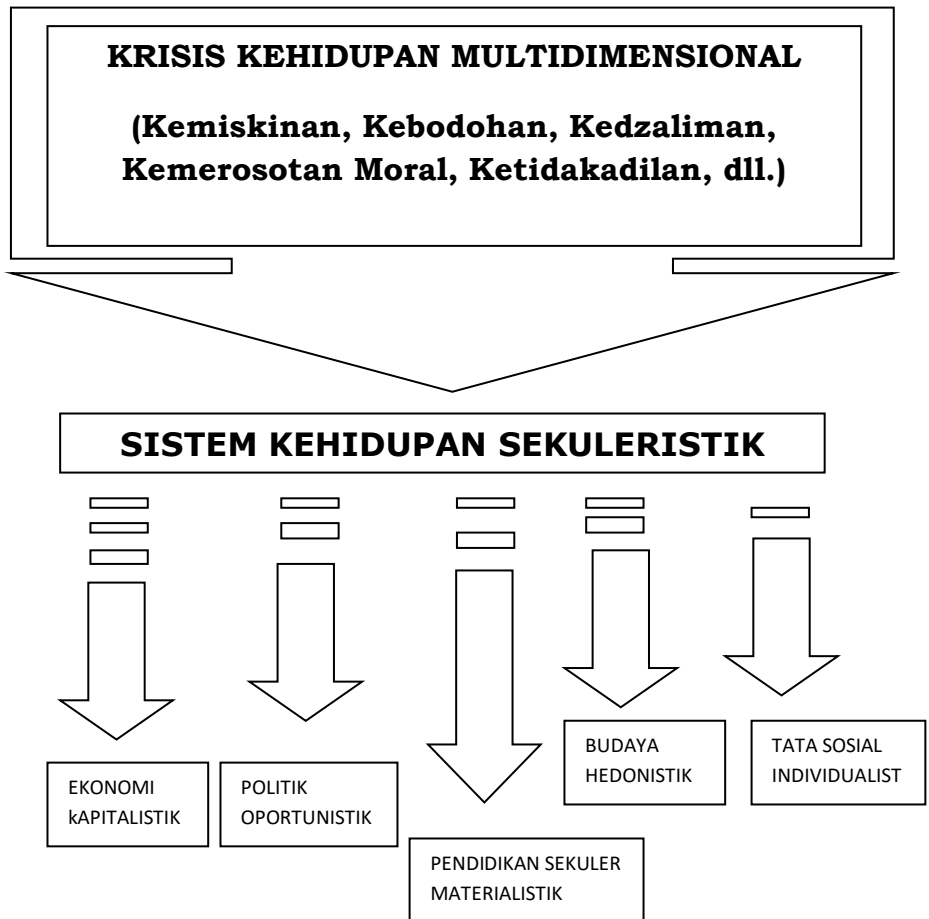 KRISIS KEHIDUPAN MULTIDIMENSIONAL
(Kemiskinan, Kebodohan, Kedzaliman,
Kemerosotan Moral, Ketidakadilan, dll.)
SISTEM KEHIDUPAN SEKULERISTIK
EKONOMI
kAPITALISTIK
POLITIK
OPORTUNISTIK
PENDIDIKAN SEKULER
MATERIALISTIK
BUDAYA
HEDONISTIK
TATA SOSIAL
INDIVIDUALIST